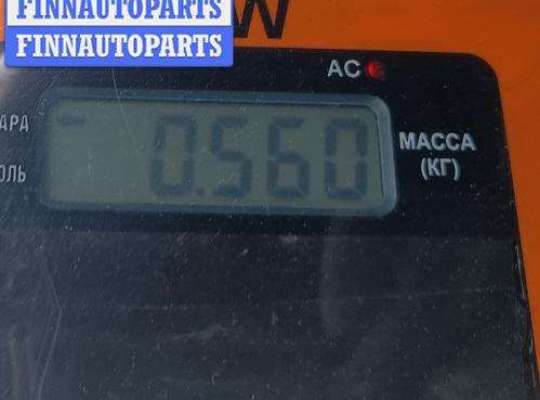 FINNAUTOPARTS
FINNAUTOPARTS
W
AC
АРА
0.560
МАССА
ОЛЬ
(КГ)